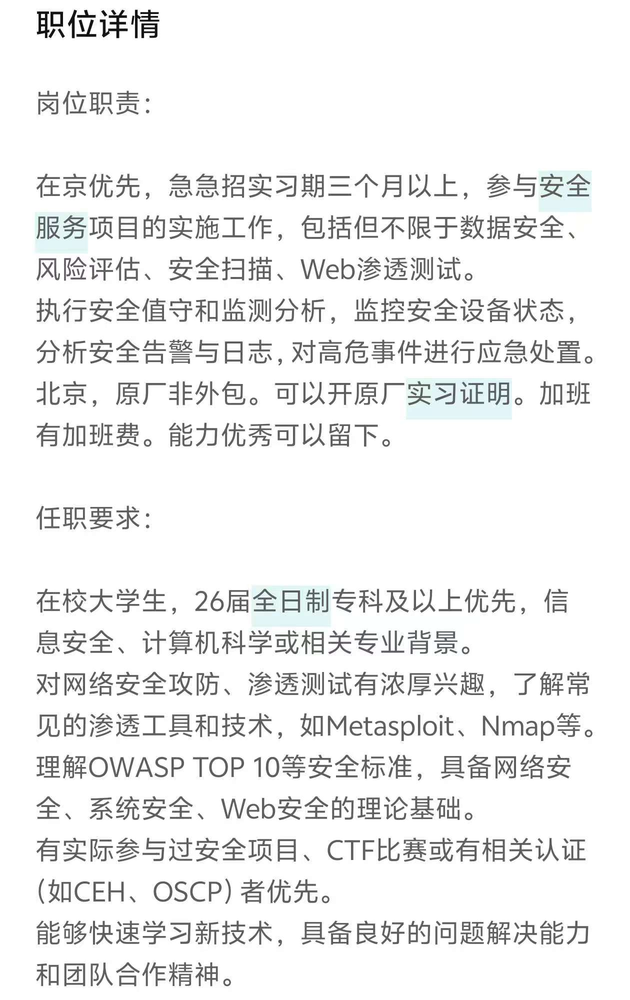 职位详情
岗位职责：
在京优先，急急招实习期三个月以上，参与安全
服务项目的实施工作，包括但不限于数据安全、
风险评估、安全扫描、Web渗透测试。
执行安全值守和监测分析，监控安全设备状态，
分析安全告警与日志，对高危事件进行应急处置。
北京，原厂非外包。可以开原厂实习证明。加班
有加班费。能力优秀可以留下。
任职要求：
在校大学生，26届全日制专科及以上优先，信
息安全、计算机科学或相关专业背景。
对网络安全攻防、渗透测试有浓厚兴趣，了解常
见的渗透工具和技术，如Metasploit、Nmap等。
理解OWASP TOP 10等安全标准，具备网络安
全、系统安全、Web安全的理论基础。
有实际参与过安全项目、CTF比赛或有相关认证
（如CEH、OSCP）者优先。
能够快速学习新技术，具备良好的问题解决能力
和团队合作精神。